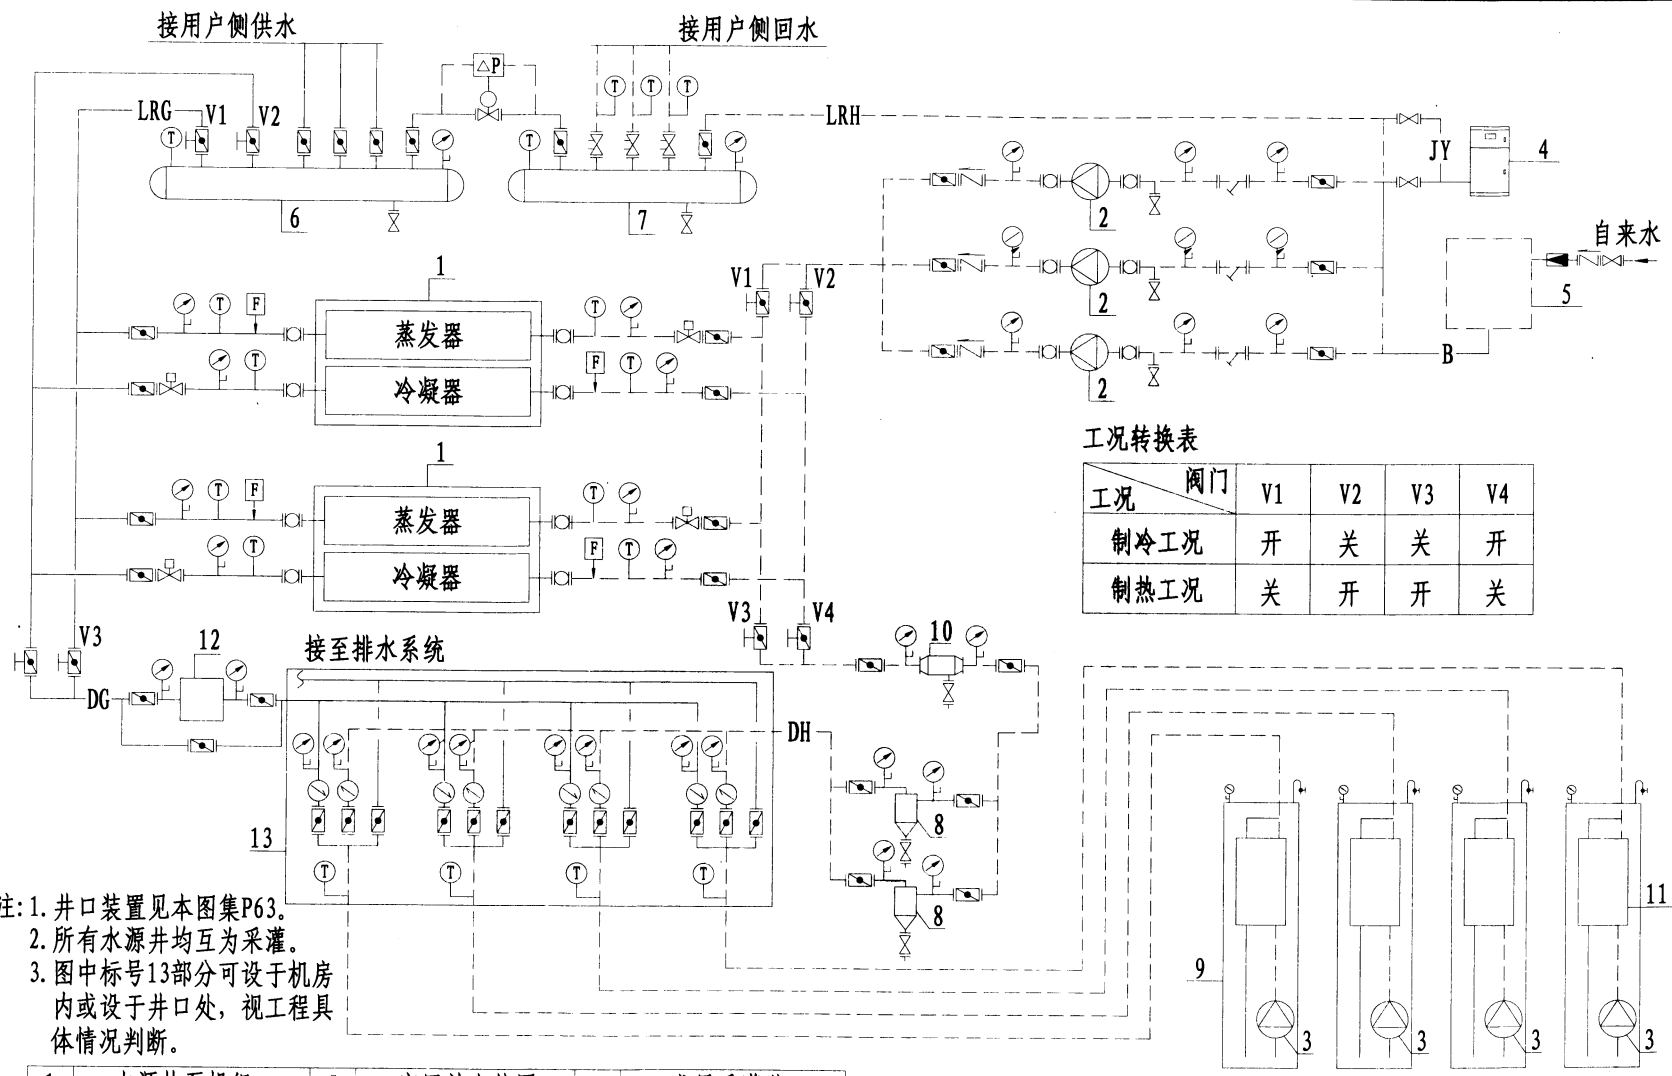 接用户侧供水
接用户侧回水
△P
T T T
LRG V1 V2
LRH
T
T
JY
4
6
7
2
自来水
1
V1 V2
2
5
T F
T
蒸发器
T
F T
冷凝器
2
B
1
工况转换表
阀门 V1 V2 V3 V4
工况
制冷工况 开 关 关 开
制热工况 关 开 开 关
T F
T
蒸发器
T
F T
冷凝器
V3 V4
V3
12
接至排水系统
10
DG
DH
8
13
T T T T
8
11
9
3 3 3 3
注:1.井口装置见本图集P63。
2.所有水源井均互为采灌。
3.图中标号13部分可设于机房
内或设于井口处，视工程具
体情况判断。